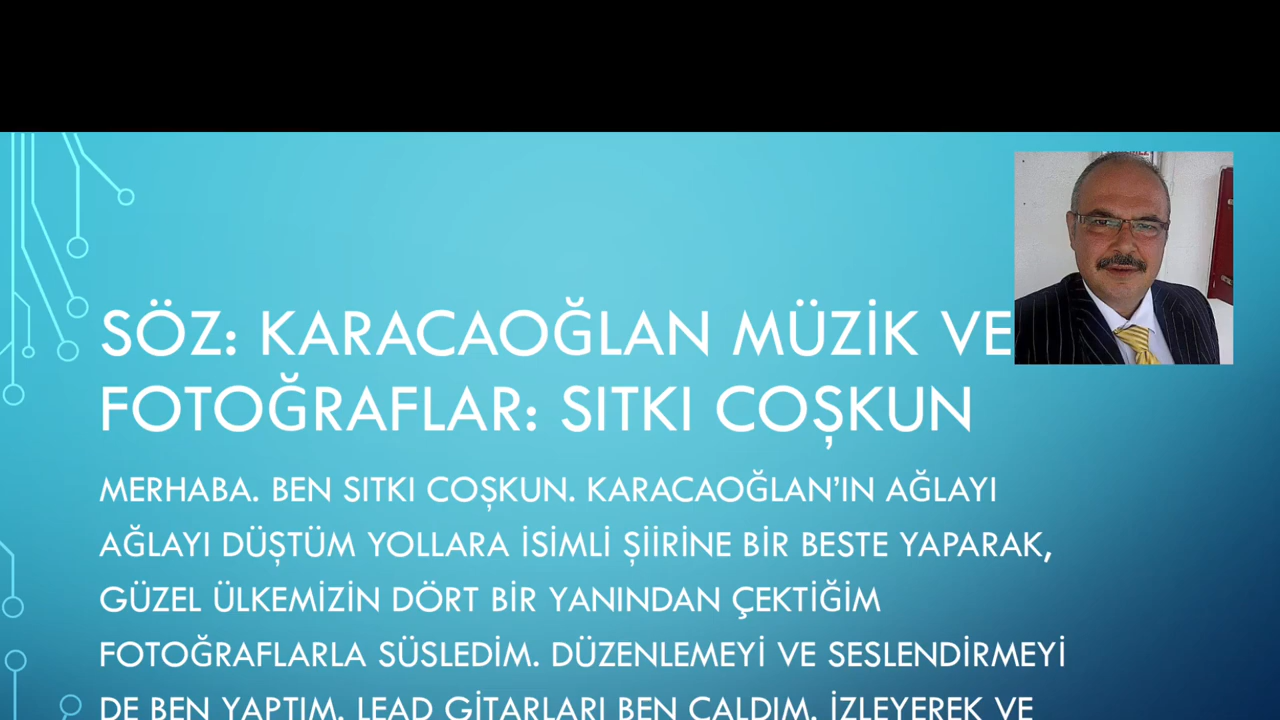 SÖZ: KARACAOĞLAN MÜZİK VE
FOTOĞRAFLAR: SITKI COŞKUN
MERHABA. BEN SITKI COŞKUN. KARACAOĞLAN’IN AĞLAYI
AĞLAYI DÜŞTÜM YOLLARA İSİMLİ ŞİİRİNE BİR BESTE YAPARAK,
GÜZEL ÜLKEMİZİN DÖRT BİR YANINDAN ÇEKTİĞİM
FOTOĞRAFLARLA SÜSLEDİM. DÜZENLEMEYİ VE SESLENDİRMEYİ
DE BEN YAPTIM. LEAD GİTARLARI BEN ÇALDIM. İZLEYEREK VE